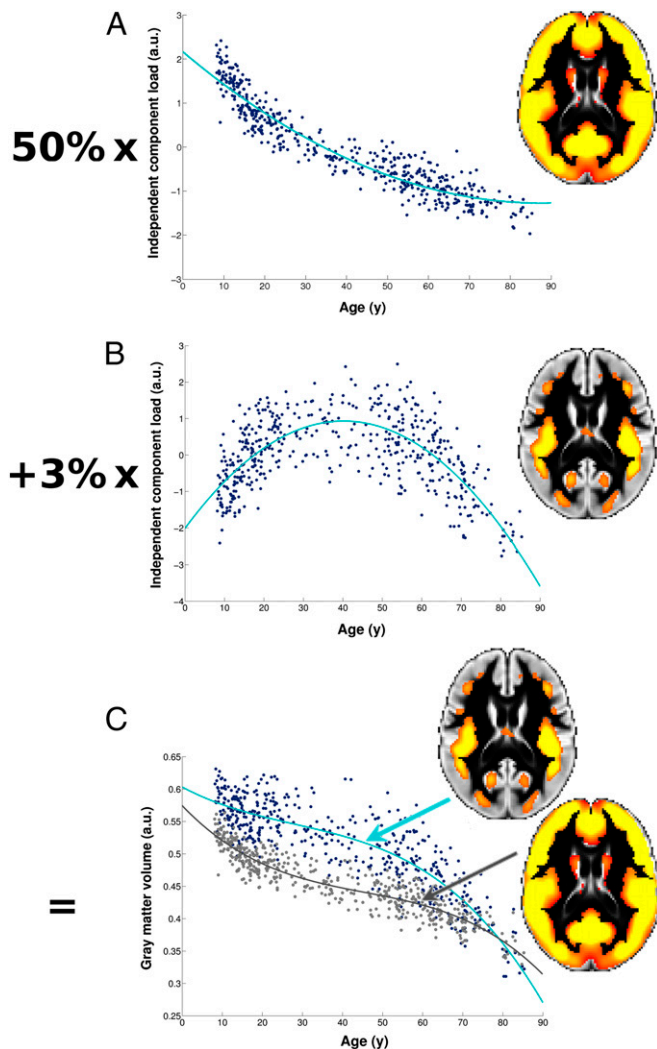 A
Independent component load (a.u.)
3
2
1
0
−1
−2
−3
0 10 20 30 40 50 60 70 80 90
Age (y)
50% x
B
Independent component load (a.u.)
3
2
1
0
−1
−2
−3
−4
0 10 20 30 40 50 60 70 80 90
Age (y)
+3% x
C
Gray matter volume (a.u.)
0.65
0.6
0.55
0.5
0.45
0.4
0.35
0.3
0.25
0 10 20 30 40 50 60 70 80 90
Age (y)
=